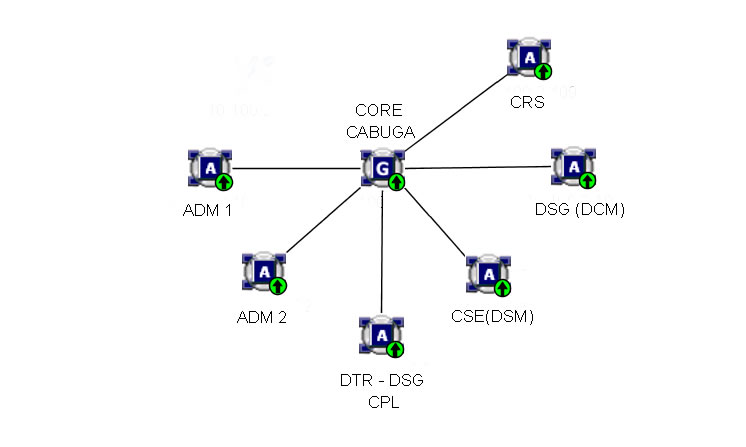 A
CRS
CORE
CABUGA
A
G
A
ADM 1
DSG (DCM)
A
A
ADM 2
CSE(DSM)
A
DTR - DSG
CPL